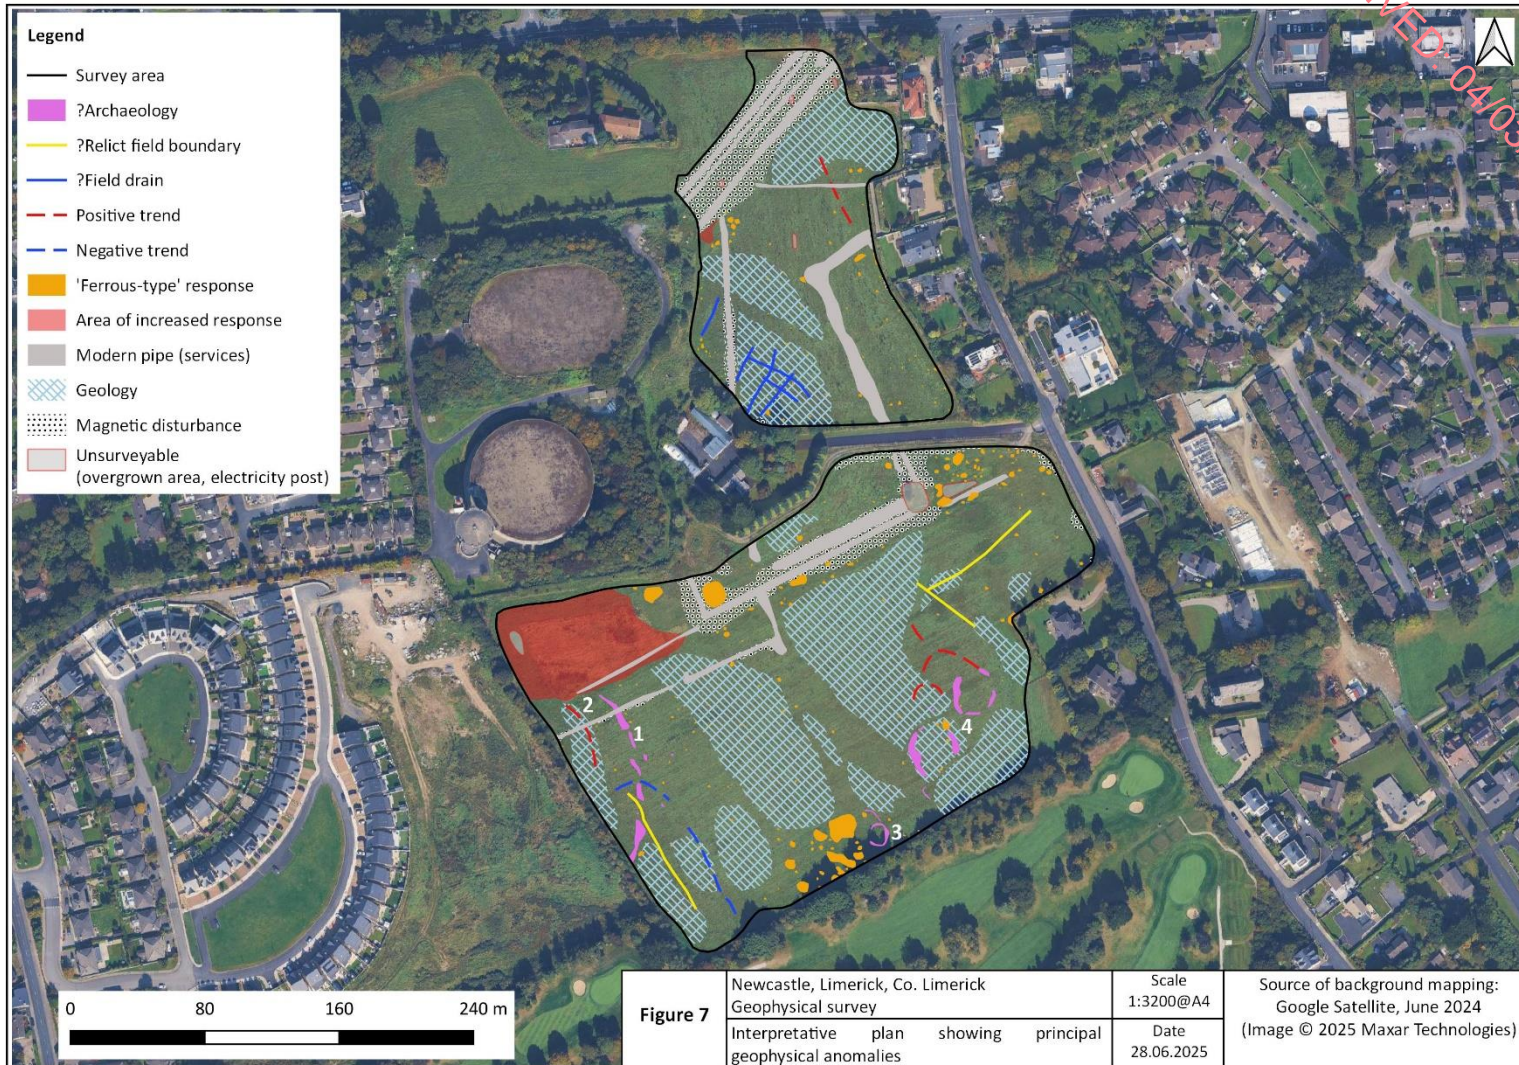 Legend
Survey area
?Archaeology
?Relict field boundary
?Field drain
Positive trend
Negative trend
'Ferrous-type' response
Area of increased response
Modern pipe (services)
Geology
Magnetic disturbance
Unsurveyable
(overgrown area, electricity post)
04/03
2
1
4
3
0 80 160 240 m
Figure 7
Newcastle, Limerick, Co. Limerick
Geophysical survey
Interpretative plan showing principal
geophysical anomalies
Scale
1:3200@A4
Date
28.06.2025
Source of background mapping:
Google Satellite, June 2024
(Image © 2025 Maxar Technologies)